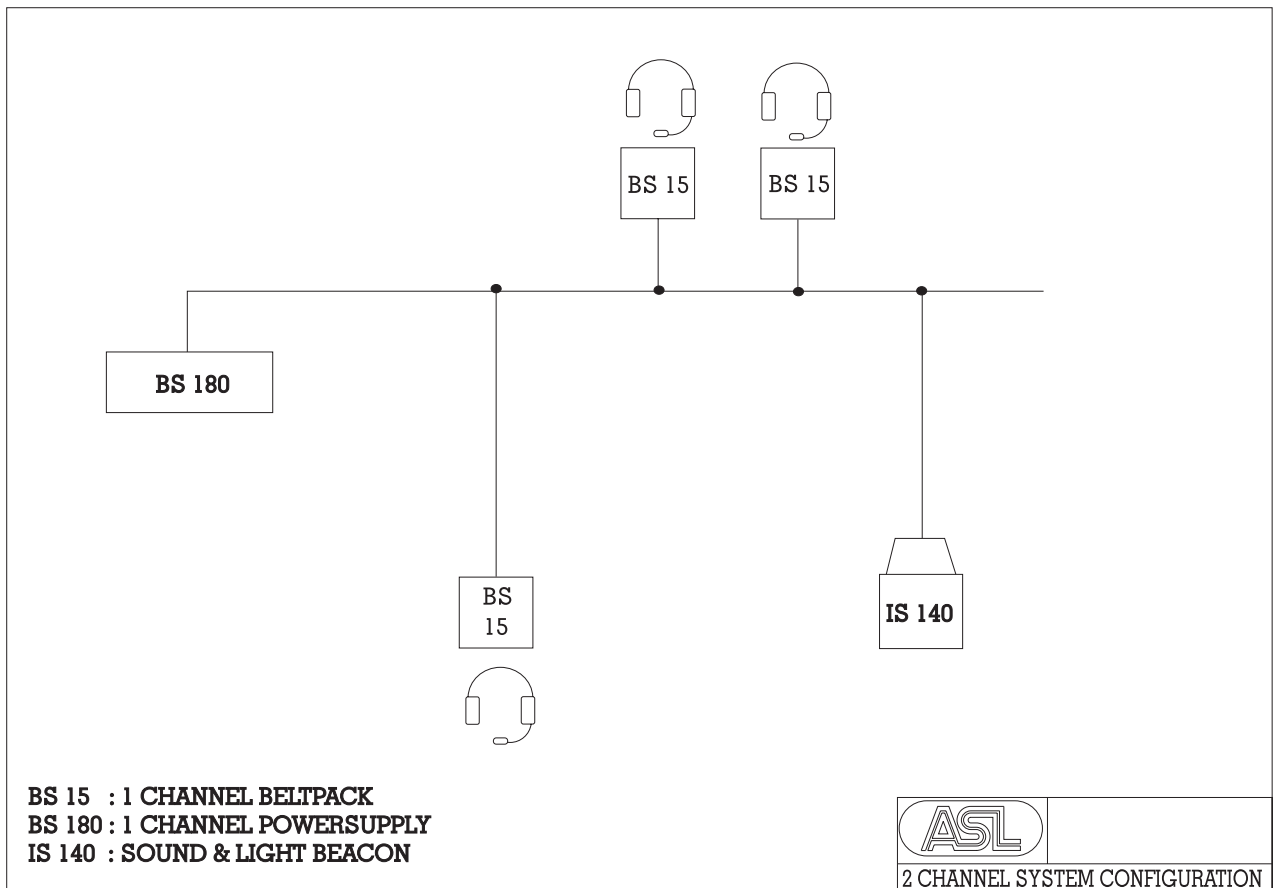 BS 15
BS 15
BS 180
BS
15
IS 140
BS 15 : 1 CHANNEL BELTPACK
BS 180 : 1 CHANNEL POWERSUPPLY
IS 140 : SOUND & LIGHT BEACON
ASL
2 CHANNEL SYSTEM CONFIGURATION